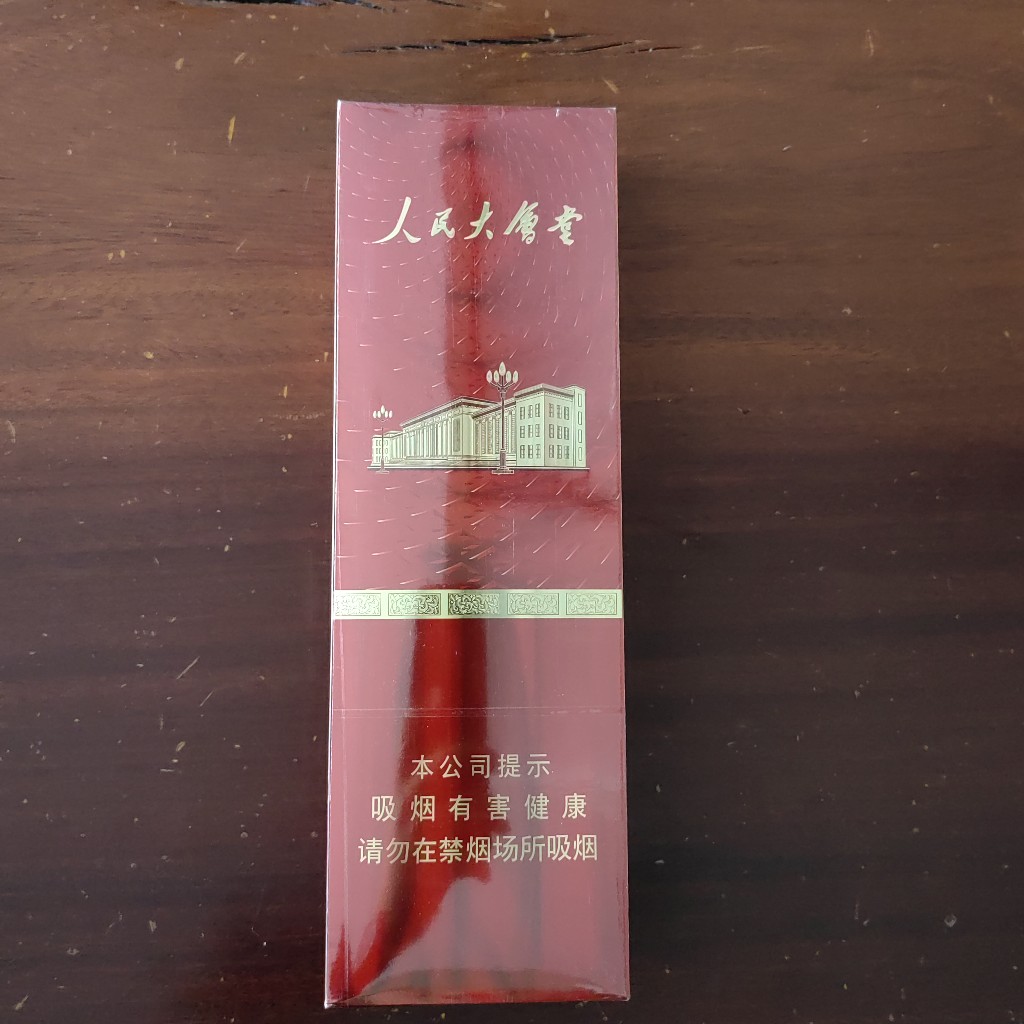 人民大會堂
本公司提示
吸烟有害健康
请勿在禁烟场所吸烟